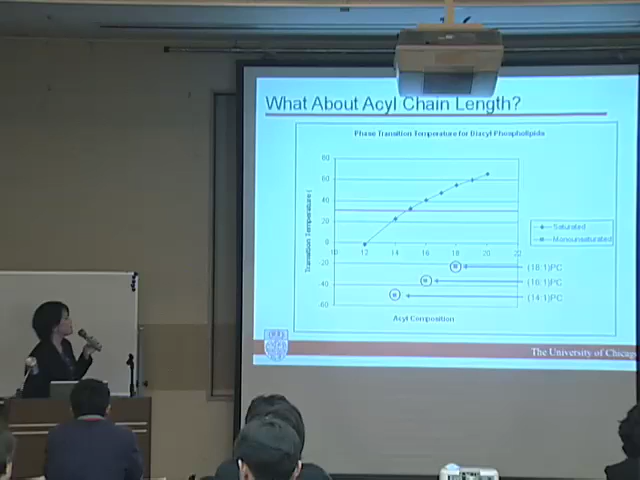 What About Acyl Chain Length?
Phase Transition Temperature for Diacyl Phospholipids
80
60
40
20
0
-20
-40
-60
10
12
14
16
18
20
22
Transition Temperature (
Acyl Composition
Saturated
Monounsaturated
(18:1)PC
(16:1)PC
(14:1)PC
The University of Chicago